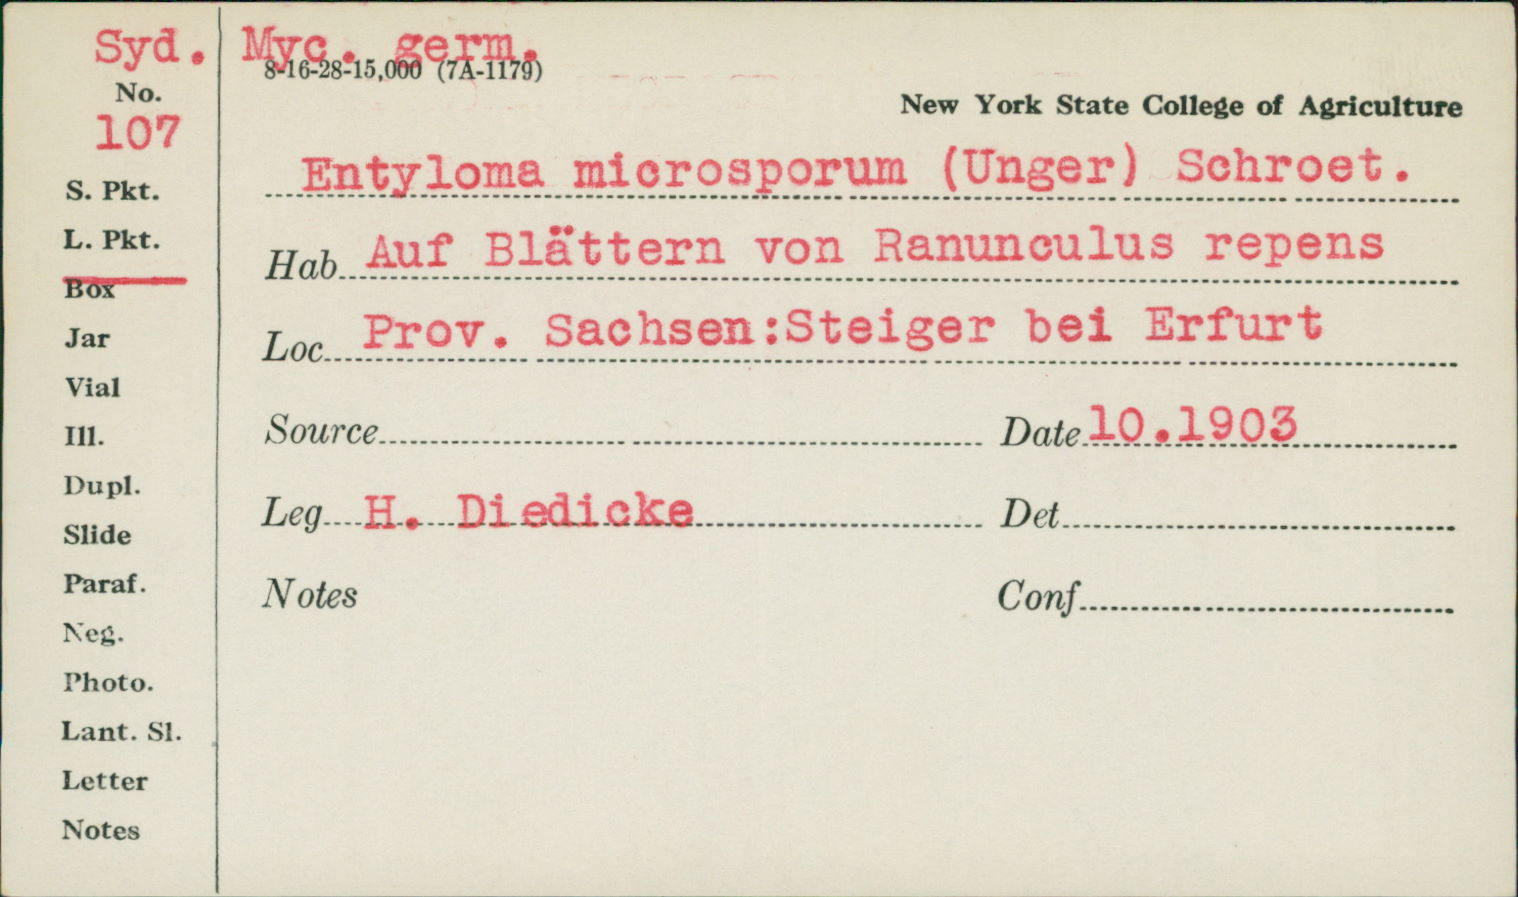 Syd. Myc. germ.
8-16-28-15,000 (7A-1179)
No.
107
New York State College of Agriculture
Entyloma microsporum (Unger) Schroet.
S. Pkt.
L. Pkt.
Hab Auf Blättern von Ranunculus repens
Box
Loc Prov. Sachsen:Steiger bei Erfurt
Jar
Vial
Ill.
Source Date 10.1903
Dupl.
Leg H. Diedicke Det
Slide
Paraf.
Notes Conf
Neg.
Photo.
Lant. Sl.
Letter
Notes